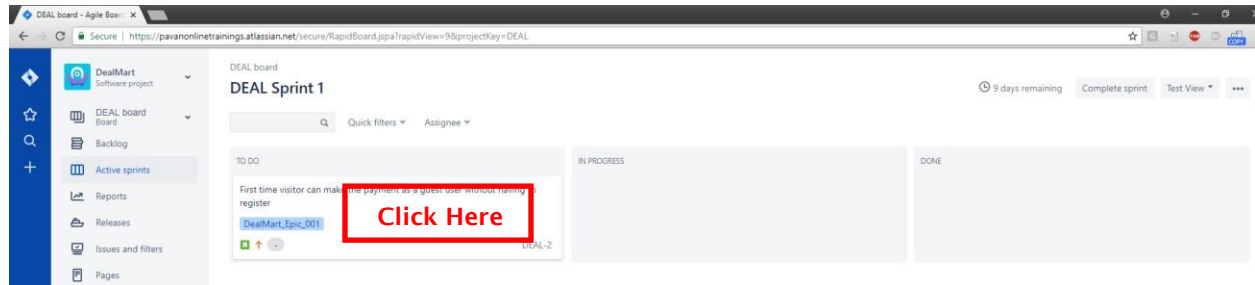 DEAL board - Agile Boar
Secure | https://pavanonlinetrainings.atlassian.net/secure/RapidBoard.jspa?rapidView=9&projectKey=DEAL
COPY
DealMart
Software project
DEAL board
Board
Backlog
Active sprints
Reports
Releases
Issues and filters
Pages
DEAL board
DEAL Sprint 1
9 days remaining
Complete sprint
Test View
Quick filters
Assignee
TO DO
IN PROGRESS
DONE
First time visitor can make the payment as a guest user without having to
register
Click Here
DealMart_Epic_001
DEAL-2